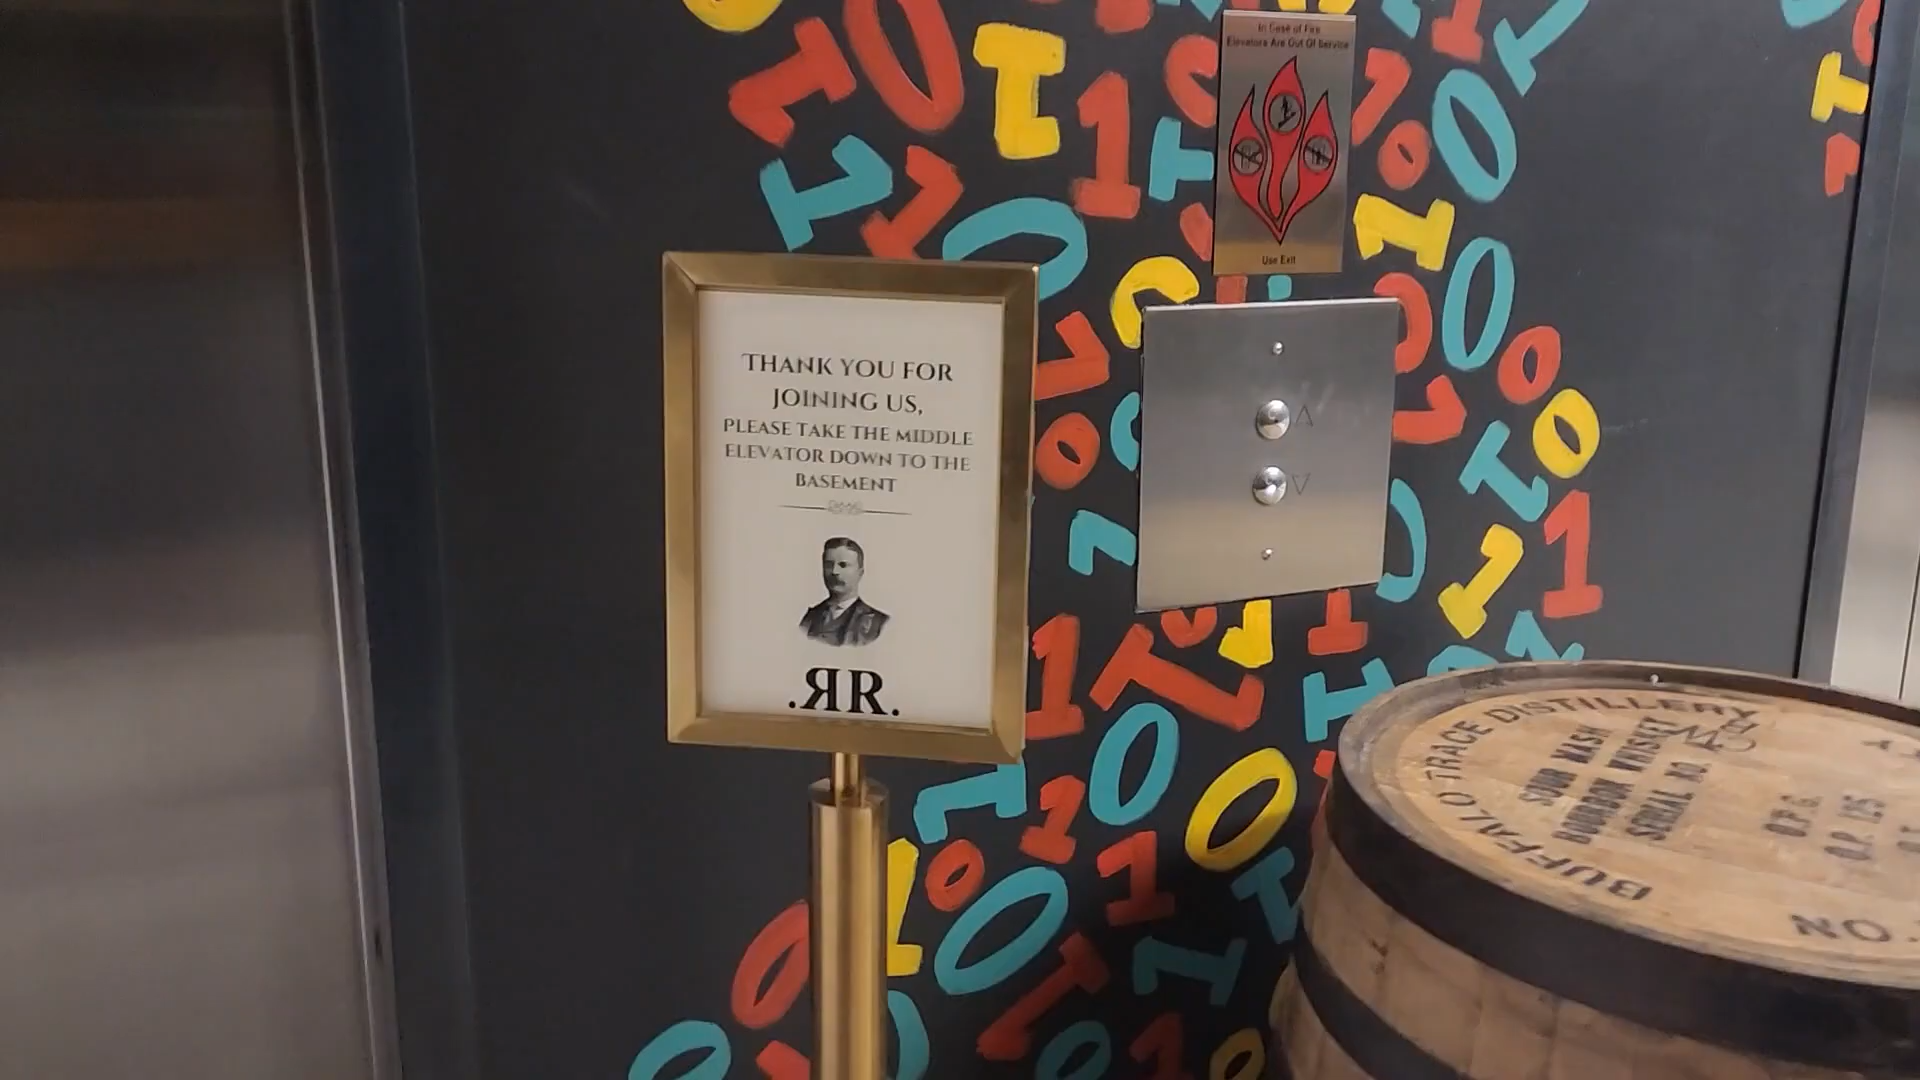 In Case of Fire
Elevators Are Out Of Service
Use Exit
THANK YOU FOR
JOINING US,
PLEASE TAKE THE MIDDLE
ELEVATOR DOWN TO THE
BASEMENT
.ЯR.
BUFFALO TRACE DISTILLERY
SOUR MASH
BOURBON WHISKEY
SERIAL NO.
O.P.G.
O.P. 125